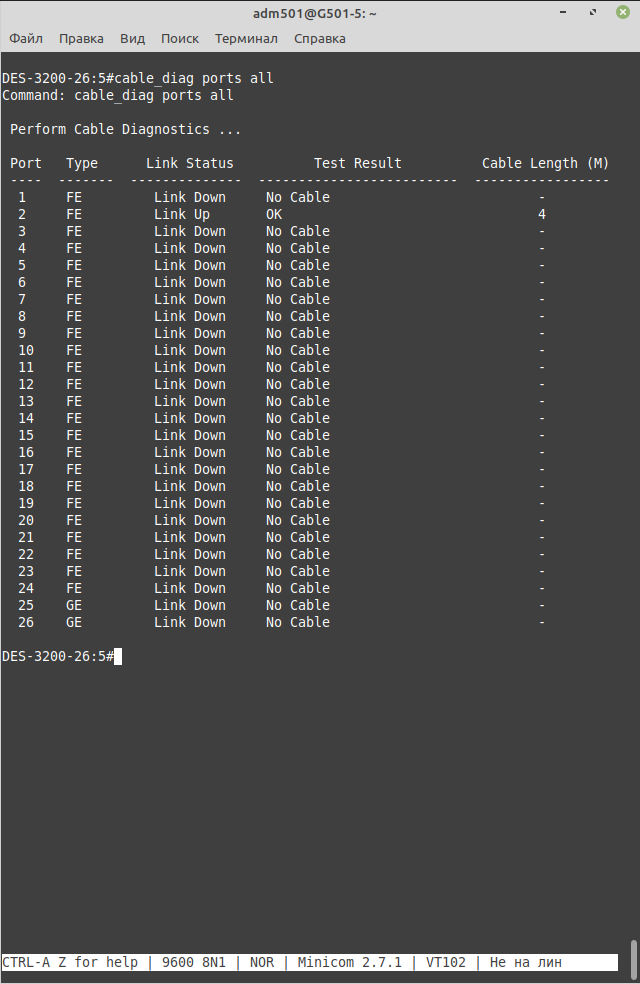 adm501@G501-5: ~
Файл Правка Вид Поиск Терминал Справка
DES-3200-26:5#cable_diag ports all
Command: cable_diag ports all
Perform Cable Diagnostics ...
Port Type Link Status Test Result Cable Length (M)
---- ------- -------------- ------------------------- -----------------
1 FE Link Down No Cable -
2 FE Link Up OK 4
3 FE Link Down No Cable -
4 FE Link Down No Cable -
5 FE Link Down No Cable -
6 FE Link Down No Cable -
7 FE Link Down No Cable -
8 FE Link Down No Cable -
9 FE Link Down No Cable -
10 FE Link Down No Cable -
11 FE Link Down No Cable -
12 FE Link Down No Cable -
13 FE Link Down No Cable -
14 FE Link Down No Cable -
15 FE Link Down No Cable -
16 FE Link Down No Cable -
17 FE Link Down No Cable -
18 FE Link Down No Cable -
19 FE Link Down No Cable -
20 FE Link Down No Cable -
21 FE Link Down No Cable -
22 FE Link Down No Cable -
23 FE Link Down No Cable -
24 FE Link Down No Cable -
25 GE Link Down No Cable -
26 GE Link Down No Cable -
DES-3200-26:5#
CTRL-A Z for help | 9600 8N1 | NOR | Minicom 2.7.1 | VT102 | Не на лин